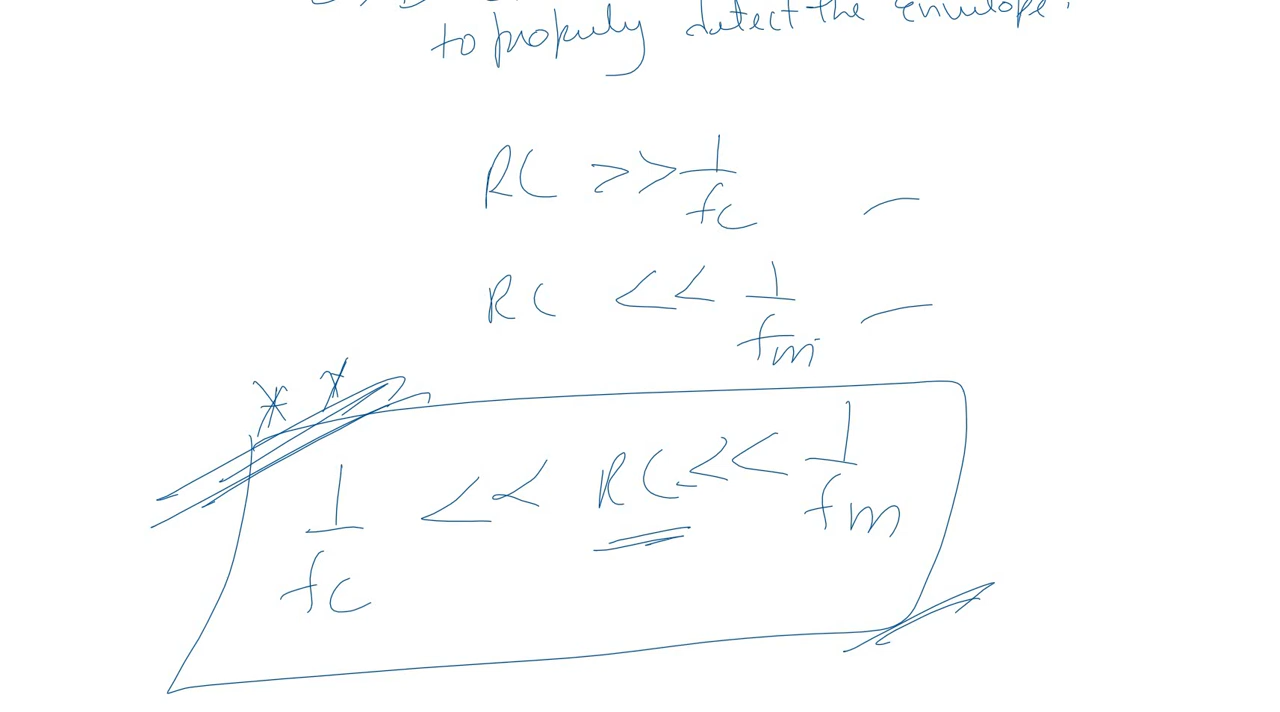 to properly detect the envelope.
RC >> 1/fc
RC << 1/fm
* *
1/fc << RC << 1/fm